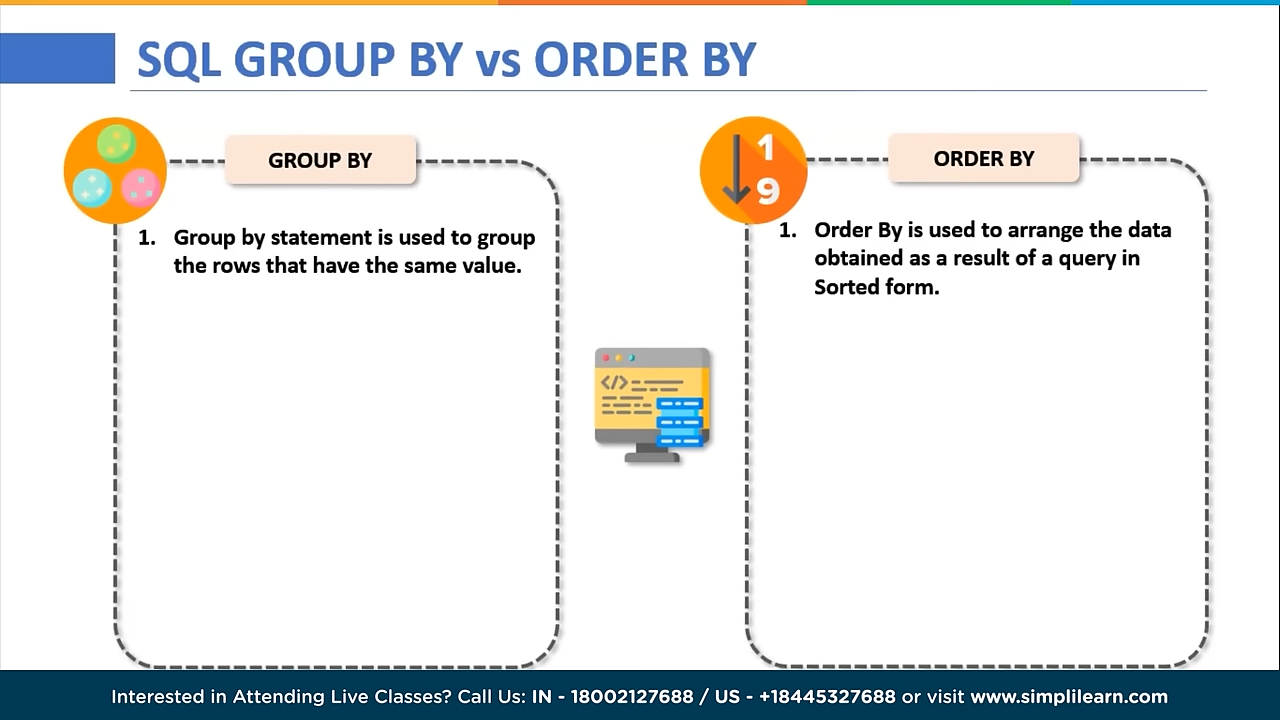 SQL GROUP BY vs ORDER BY
GROUP BY
1. Group by statement is used to group
the rows that have the same value.
ORDER BY
1
9
1. Order By is used to arrange the data
obtained as a result of a query in
Sorted form.
</>
Interested in Attending Live Classes? Call Us: IN - 18002127688 / US - +18445327688 or visit www.simplilearn.com